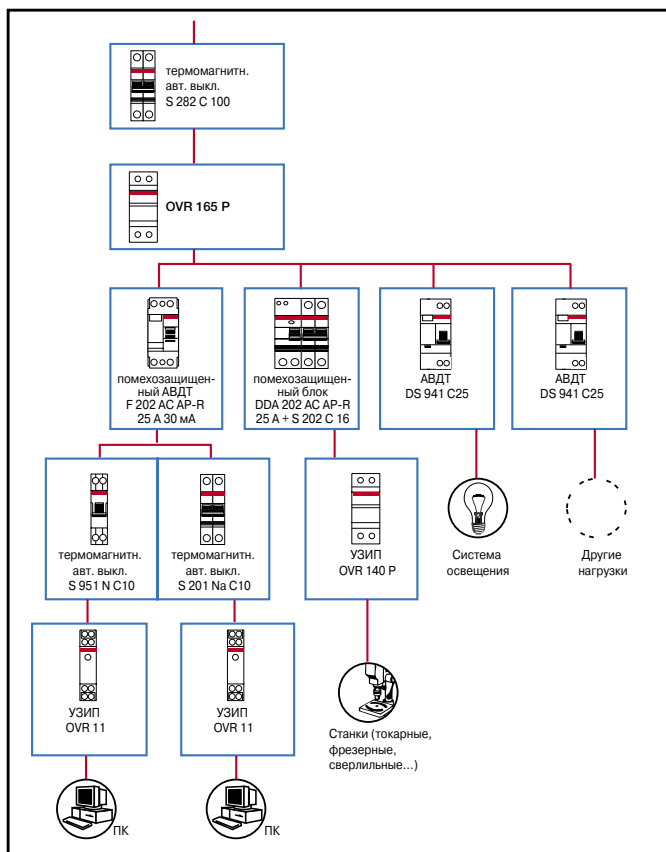 термомагнитн.
авт. выкл.
S 282 C 100
OVR 165 P
помехозащищен-
ный АВДТ
F 202 AC AP-R
25 A 30 мА
помехозащищен-
ный блок
DDA 202 AC AP-R
25 A + S 202 C 16
АВДТ
DS 941 C25
АВДТ
DS 941 C25
термомагнитн.
авт. выкл.
S 951 N C10
термомагнитн.
авт. выкл.
S 201 Na C10
УЗИП
OVR 140 P
Система
освещения
Другие
нагрузки
УЗИП
OVR 11
УЗИП
OVR 11
Станки (токарные,
фрезерные,
сверлильные...)
ПК
ПК